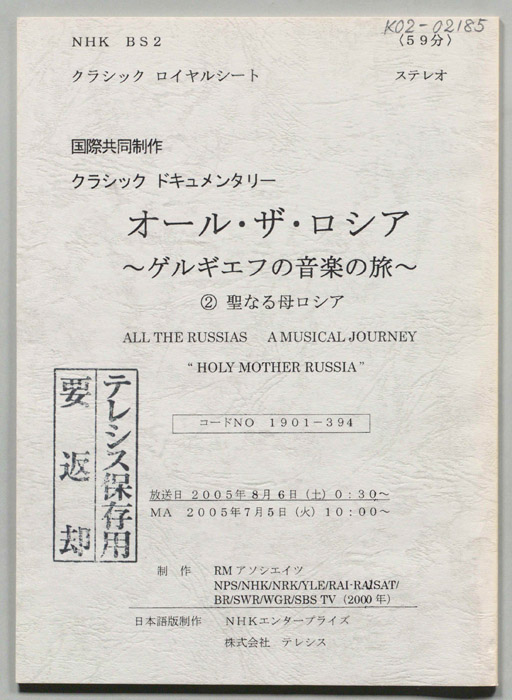 K02-02185
NHK BS2 （59分）
クラシック ロイヤルシート ステレオ
国際共同制作
クラシック ドキュメンタリー
オール・ザ・ロシア
～ゲルギエフの音楽の旅～
② 聖なる母ロシア
ALL THE RUSSIAS A MUSICAL JOURNEY
“HOLY MOTHER RUSSIA”
コードNO 1901－394
テレシス保存用
要返却
放送日 2005年8月6日（土）0：30～
MA 2005年7月5日（火）10：00～
制作 RMアソシエイツ
NPS/NHK/NRK/YLE/RAI-RAISAT/
BR/SWR/WGR/SBS TV（2000年）
日本語版制作 NHKエンタープライズ
株式会社 テレシス